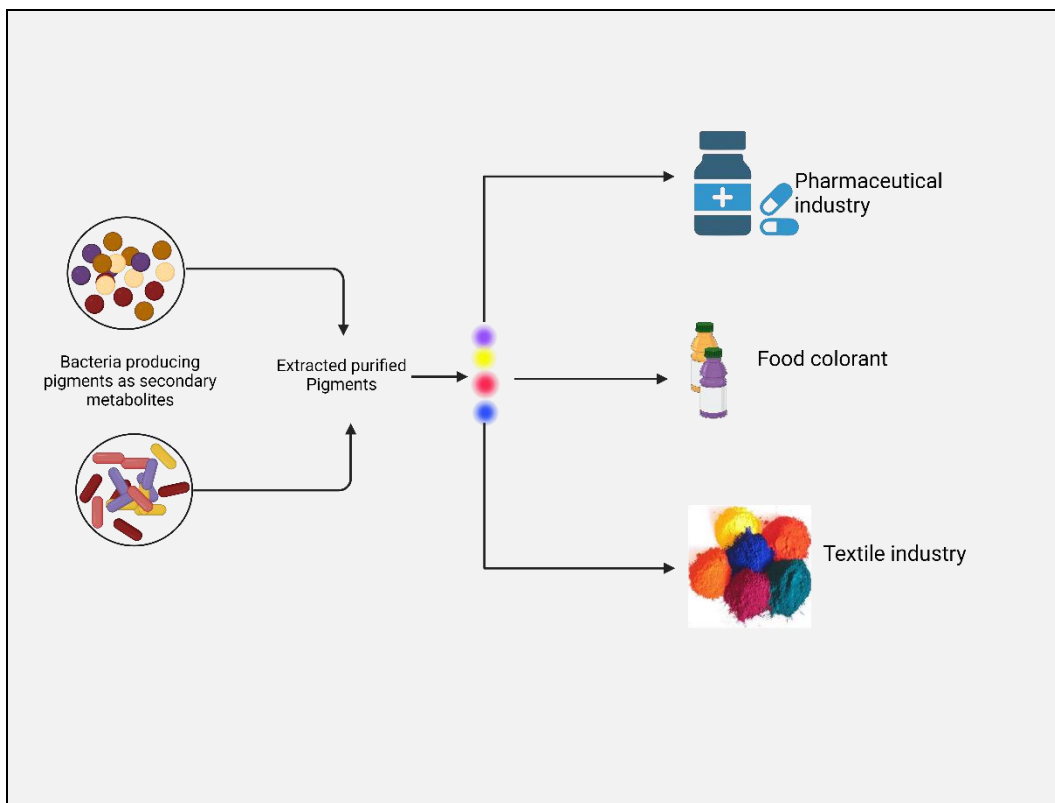 Bacteria producing
pigments as secondary
metabolites
Extracted purified
Pigments
Pharmaceutical
industry
Food colorant
Textile industry